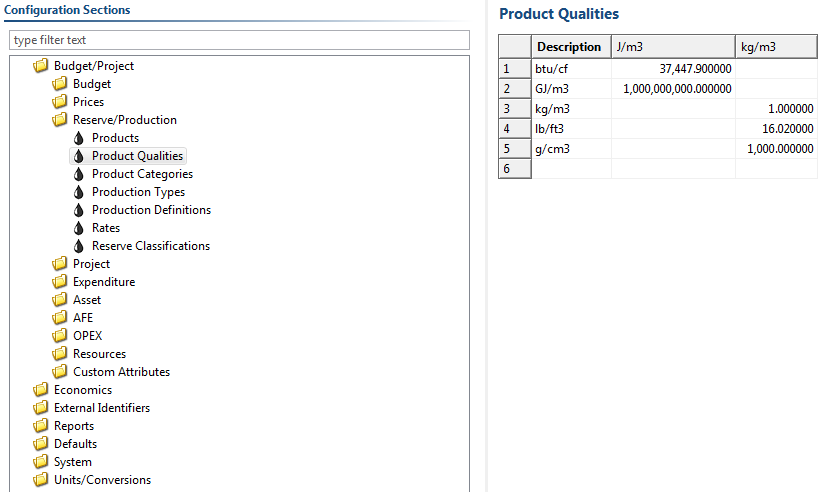 Configuration Sections
type filter text
Budget/Project
Budget
Prices
Reserve/Production
Products
Product Qualities
Product Categories
Production Types
Production Definitions
Rates
Reserve Classifications
Project
Expenditure
Asset
AFE
OPEX
Resources
Custom Attributes
Economics
External Identifiers
Reports
Defaults
System
Units/Conversions
Product Qualities
Description J/m3 kg/m3
1 btu/cf 37,447.900000
2 GJ/m3 1,000,000,000.000000
3 kg/m3 1.000000
4 lb/ft3 16.020000
5 g/cm3 1,000.000000
6